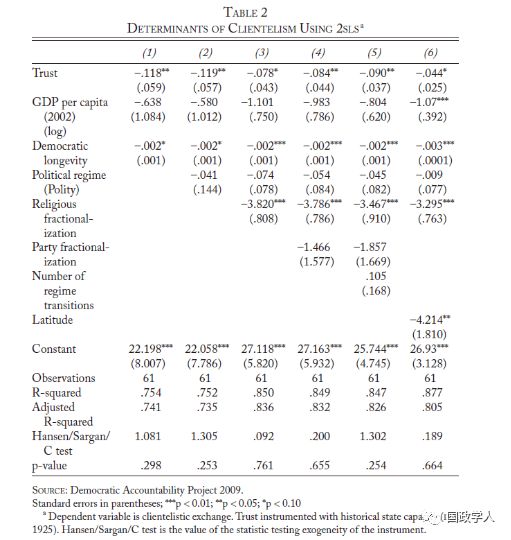 TABLE 2
DETERMINANTS OF CLIENTELISM USING 2SLSᵃ
(1) (2) (3) (4) (5) (6)
Trust −.118** −.119** −.078* −.084** −.090** −.044*
(.059) (.057) (.043) (.044) (.037) (.025)
GDP per capita −.638 −.580 −1.101 −.983 −.804 −1.07***
(2002) (1.084) (1.012) (.750) (.786) (.620) (.392)
(log)
Democratic −.002* −.002* −.002*** −.002*** −.002*** −.003***
longevity (.001) (.001) (.001) (.001) (.001) (.0001)
Political regime −.041 −.074 −.054 −.045 −.009
(Polity) (.144) (.078) (.084) (.082) (.077)
Religious −3.820*** −3.786*** −3.467*** −3.295***
fractional- (.808) (.786) (.910) (.763)
ization
Party fractional- −1.466 −1.857
ization (1.577) (1.669)
Number of .105
regime (.168)
transitions
Latitude −4.214**
(1.810)
Constant 22.198*** 22.058*** 27.118*** 27.163*** 25.744*** 26.93***
(8.007) (7.786) (5.820) (5.932) (4.745) (3.128)
Observations 61 61 61 61 61 61
R-squared .754 .752 .850 .849 .847 .877
Adjusted .741 .735 .836 .832 .826 .805
R-squared
Hansen/Sargan/ 1.081 1.305 .092 .200 1.302 .189
C test
p-value .298 .253 .761 .655 .254 .664
SOURCE: Democratic Accountability Project 2009.
Standard errors in parentheses; ***p < 0.01; **p < 0.05; *p < 0.10
ᵃ Dependent variable is clientelistic exchange. Trust instrumented with historical state capa
国政学人
1925). Hansen/Sargan/C test is the value of the statistic testing exogeneity of the instrument.